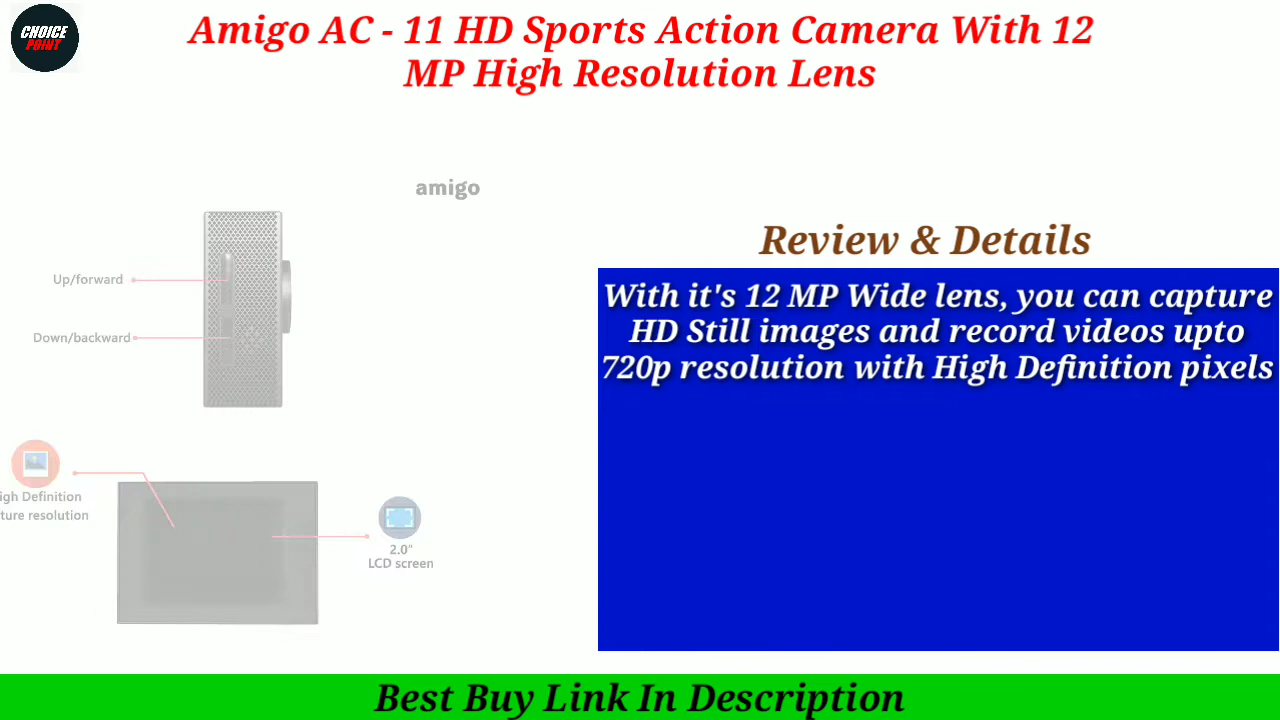 CHOICE
POINT
Amigo AC - 11 HD Sports Action Camera With 12
MP High Resolution Lens
amigo
Up/forward
Down/backward
igh Definition
ture resolution
2.0"
LCD screen
Review & Details
With it's 12 MP Wide lens, you can capture
HD Still images and record videos upto
720p resolution with High Definition pixels
Best Buy Link In Description